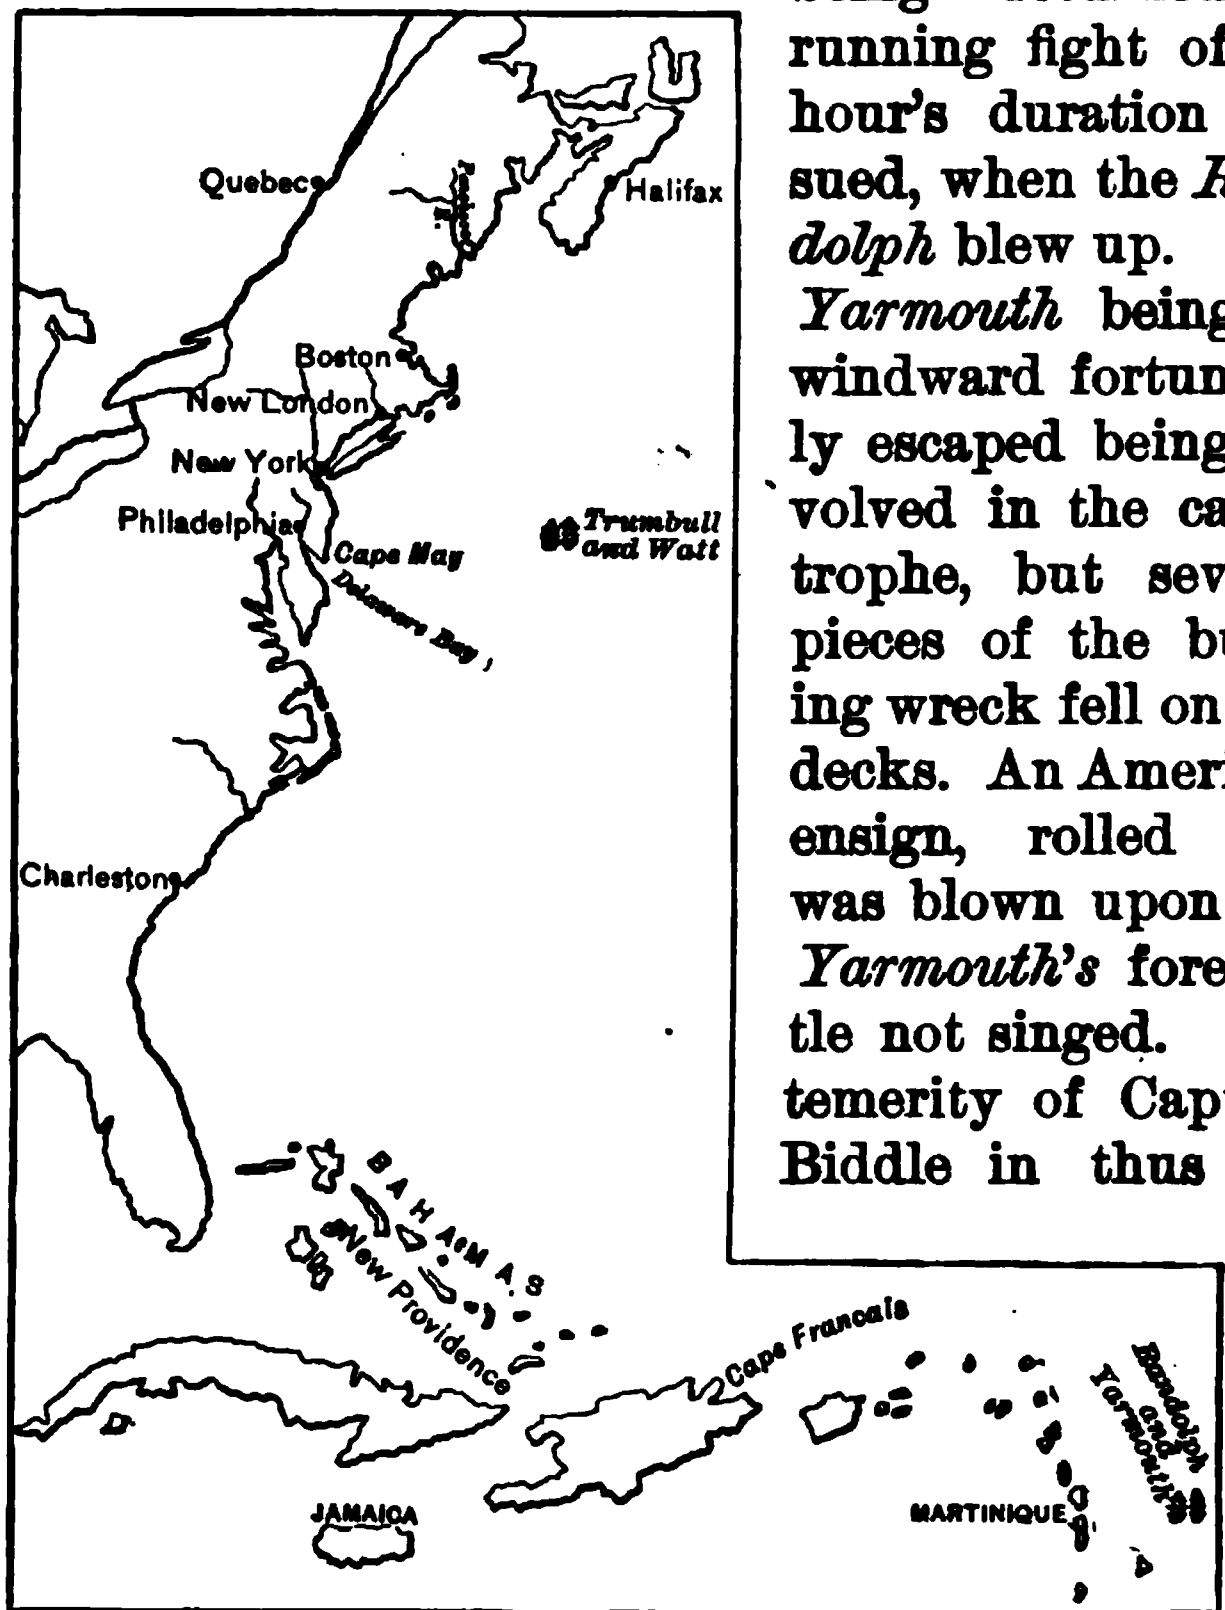 running fight of
hour's duration
sued, when the
dolph blew up.
Yarmouth being
windward fortun
ly escaped being
volved in the ca
trophe, but sev
pieces of the bu
ing wreck fell on
decks. An Ameri
ensign, rolled
was blown upon
Yarmouth's fore
tle not singed.
temerity of Cap
Biddle in thus
Quebec
Halifax
Boston
New London
New York
Philadelphia
Cape May
Delaware Bay
Trumbull
and Watt
Charleston
BAHAMAS
New Providence
Cape Francais
JAMAICA
MARTINIQUE
Randolph
and
Yarmouth